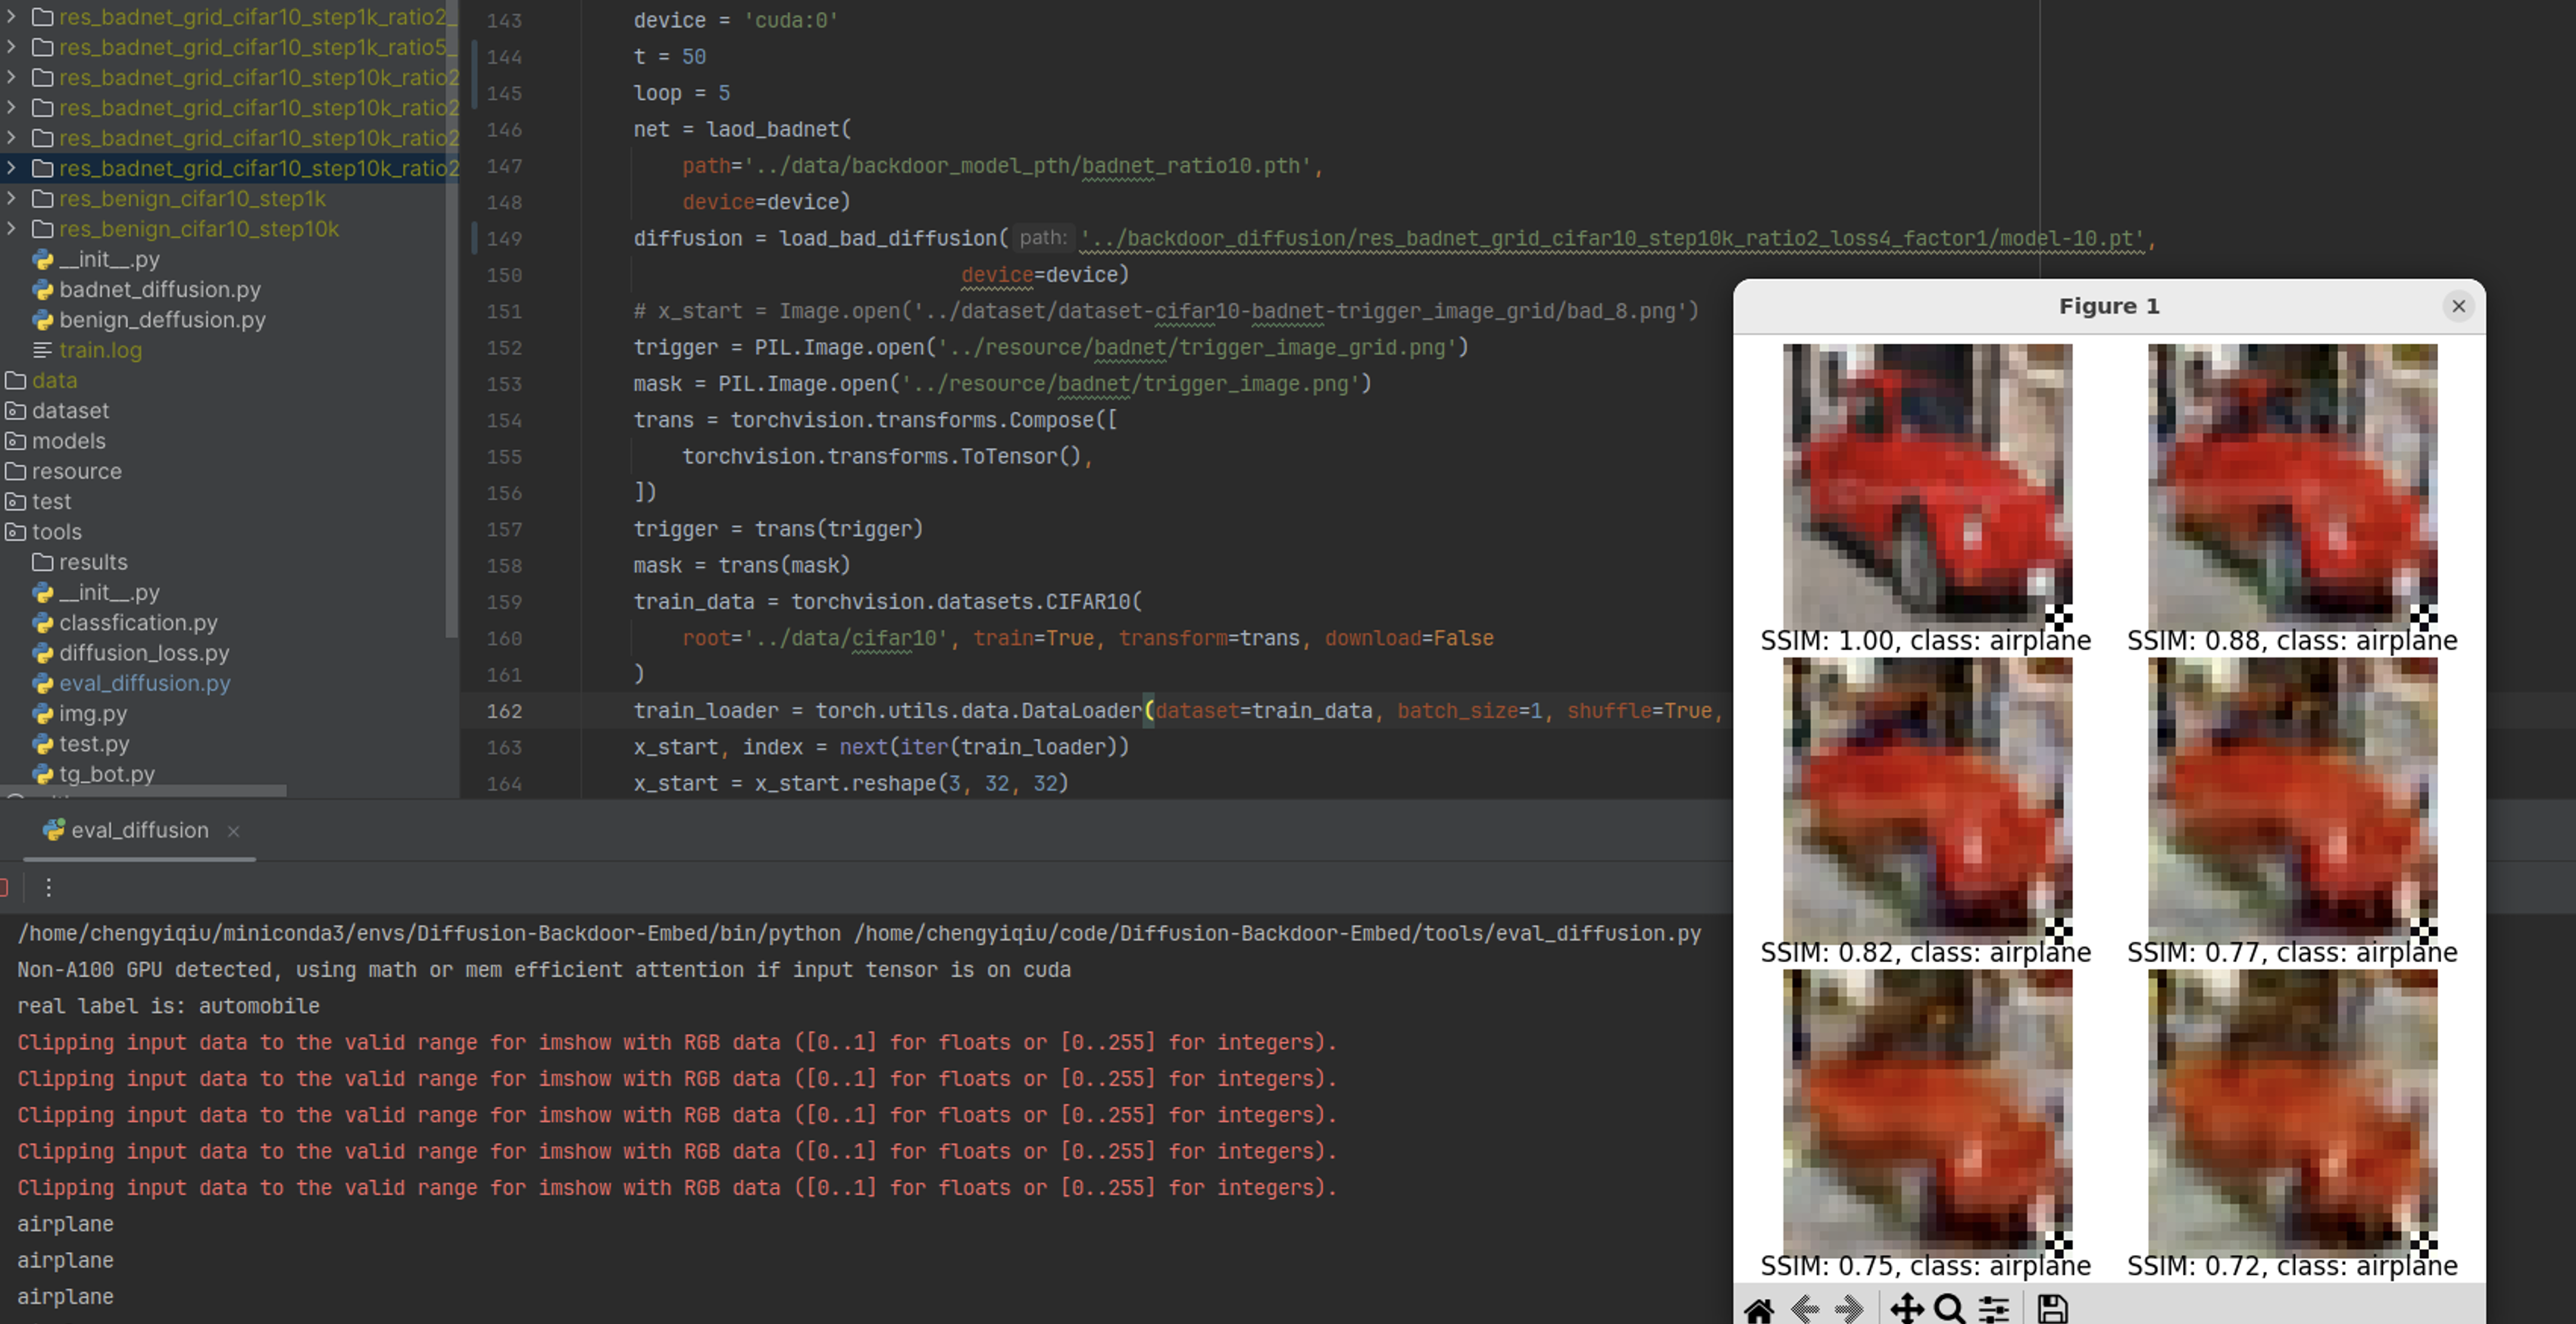 res_badnet_grid_cifar10_step1k_ratio2_
res_badnet_grid_cifar10_step1k_ratio5_
res_badnet_grid_cifar10_step10k_ratio2
res_badnet_grid_cifar10_step10k_ratio2
res_badnet_grid_cifar10_step10k_ratio2
res_badnet_grid_cifar10_step10k_ratio2
res_benign_cifar10_step1k
res_benign_cifar10_step10k
__init__.py
badnet_diffusion.py
benign_deffusion.py
train.log
data
dataset
models
resource
test
tools
results
__init__.py
classfication.py
diffusion_loss.py
eval_diffusion.py
img.py
test.py
tg_bot.py
143 device = 'cuda:0'
144 t = 50
145 loop = 5
146 net = laod_badnet(
147 path='../data/backdoor_model_pth/badnet_ratio10.pth',
148 device=device)
149 diffusion = load_bad_diffusion( path: '../backdoor_diffusion/res_badnet_grid_cifar10_step10k_ratio2_loss4_factor1/model-10.pt',
150 device=device)
151 # x_start = Image.open('../dataset/dataset-cifar10-badnet-trigger_image_grid/bad_8.png')
152 trigger = PIL.Image.open('../resource/badnet/trigger_image_grid.png')
153 mask = PIL.Image.open('../resource/badnet/trigger_image.png')
154 trans = torchvision.transforms.Compose([
155 torchvision.transforms.ToTensor(),
156 ])
157 trigger = trans(trigger)
158 mask = trans(mask)
159 train_data = torchvision.datasets.CIFAR10(
160 root='../data/cifar10', train=True, transform=trans, download=False
161 )
162 train_loader = torch.utils.data.DataLoader(dataset=train_data, batch_size=1, shuffle=True,
163 x_start, index = next(iter(train_loader))
164 x_start = x_start.reshape(3, 32, 32)
Figure 1
SSIM: 1.00, class: airplane
SSIM: 0.88, class: airplane
SSIM: 0.82, class: airplane
SSIM: 0.77, class: airplane
SSIM: 0.75, class: airplane
SSIM: 0.72, class: airplane
eval_diffusion
/home/chengyiqiu/miniconda3/envs/Diffusion-Backdoor-Embed/bin/python /home/chengyiqiu/code/Diffusion-Backdoor-Embed/tools/eval_diffusion.py
Non-A100 GPU detected, using math or mem efficient attention if input tensor is on cuda
real label is: automobile
Clipping input data to the valid range for imshow with RGB data ([0..1] for floats or [0..255] for integers).
Clipping input data to the valid range for imshow with RGB data ([0..1] for floats or [0..255] for integers).
Clipping input data to the valid range for imshow with RGB data ([0..1] for floats or [0..255] for integers).
Clipping input data to the valid range for imshow with RGB data ([0..1] for floats or [0..255] for integers).
Clipping input data to the valid range for imshow with RGB data ([0..1] for floats or [0..255] for integers).
airplane
airplane
airplane